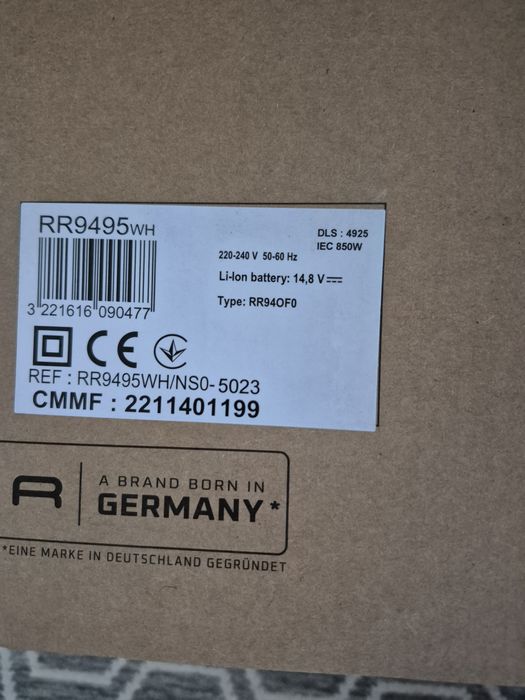 RR9495WH
DLS : 4925
IEC 850W
220-240 V 50-60 Hz
Li-Ion battery: 14,8 V
Type: RR94OF0
3 221616 090477
CE
REF : RR9495WH/NS0-5023
CMMF : 2211401199
R
A BRAND BORN IN
GERMANY*
*EINE MARKE IN DEUTSCHLAND GEGRÜNDET